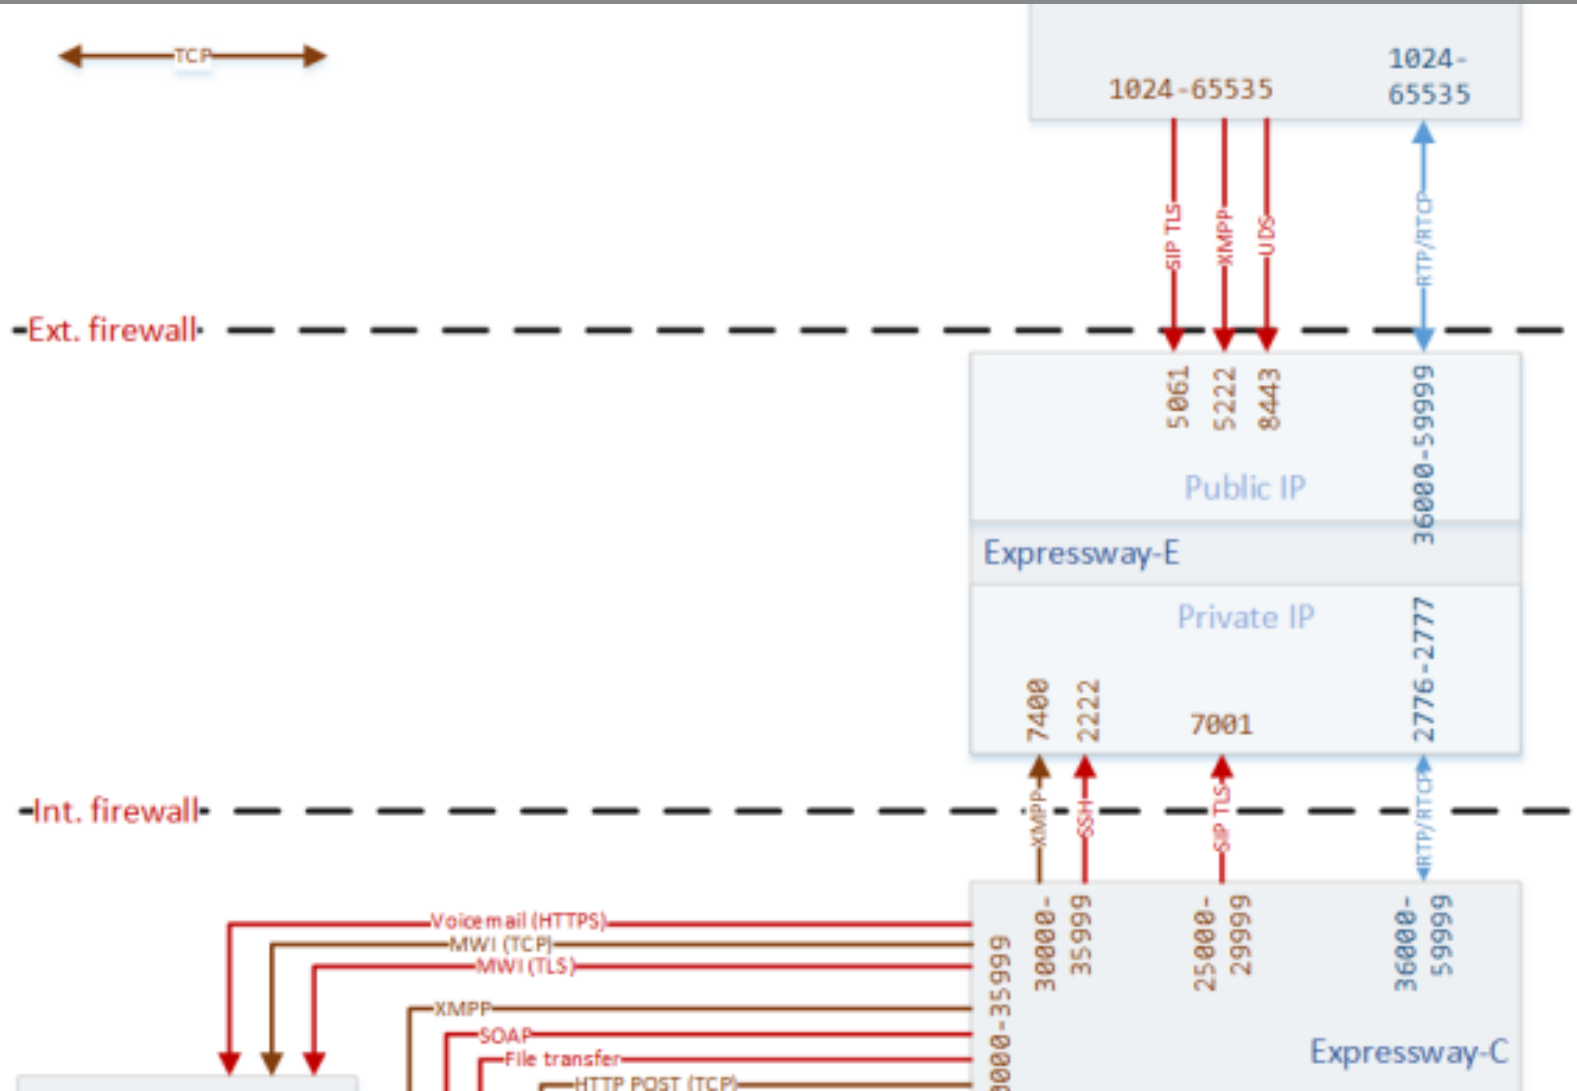 TCP
1024-65535
1024-
65535
SIP TLS
XMPP
UDS
RTP/RTCP
Ext. firewall
5061
5222
8443
36000-59999
Public IP
Expressway-E
Private IP
7400
2222
7001
2776-2777
Int. firewall
XMPP
SSH
SIP TLS
RTP/RTCP
30000-
35999
25000-
29999
36000-
59999
Voicemail (HTTPS)
MWI (TCP)
MWI (TLS)
XMPP
SOAP
File transfer
HTTP POST (TCP)
0000-35999
Expressway-C